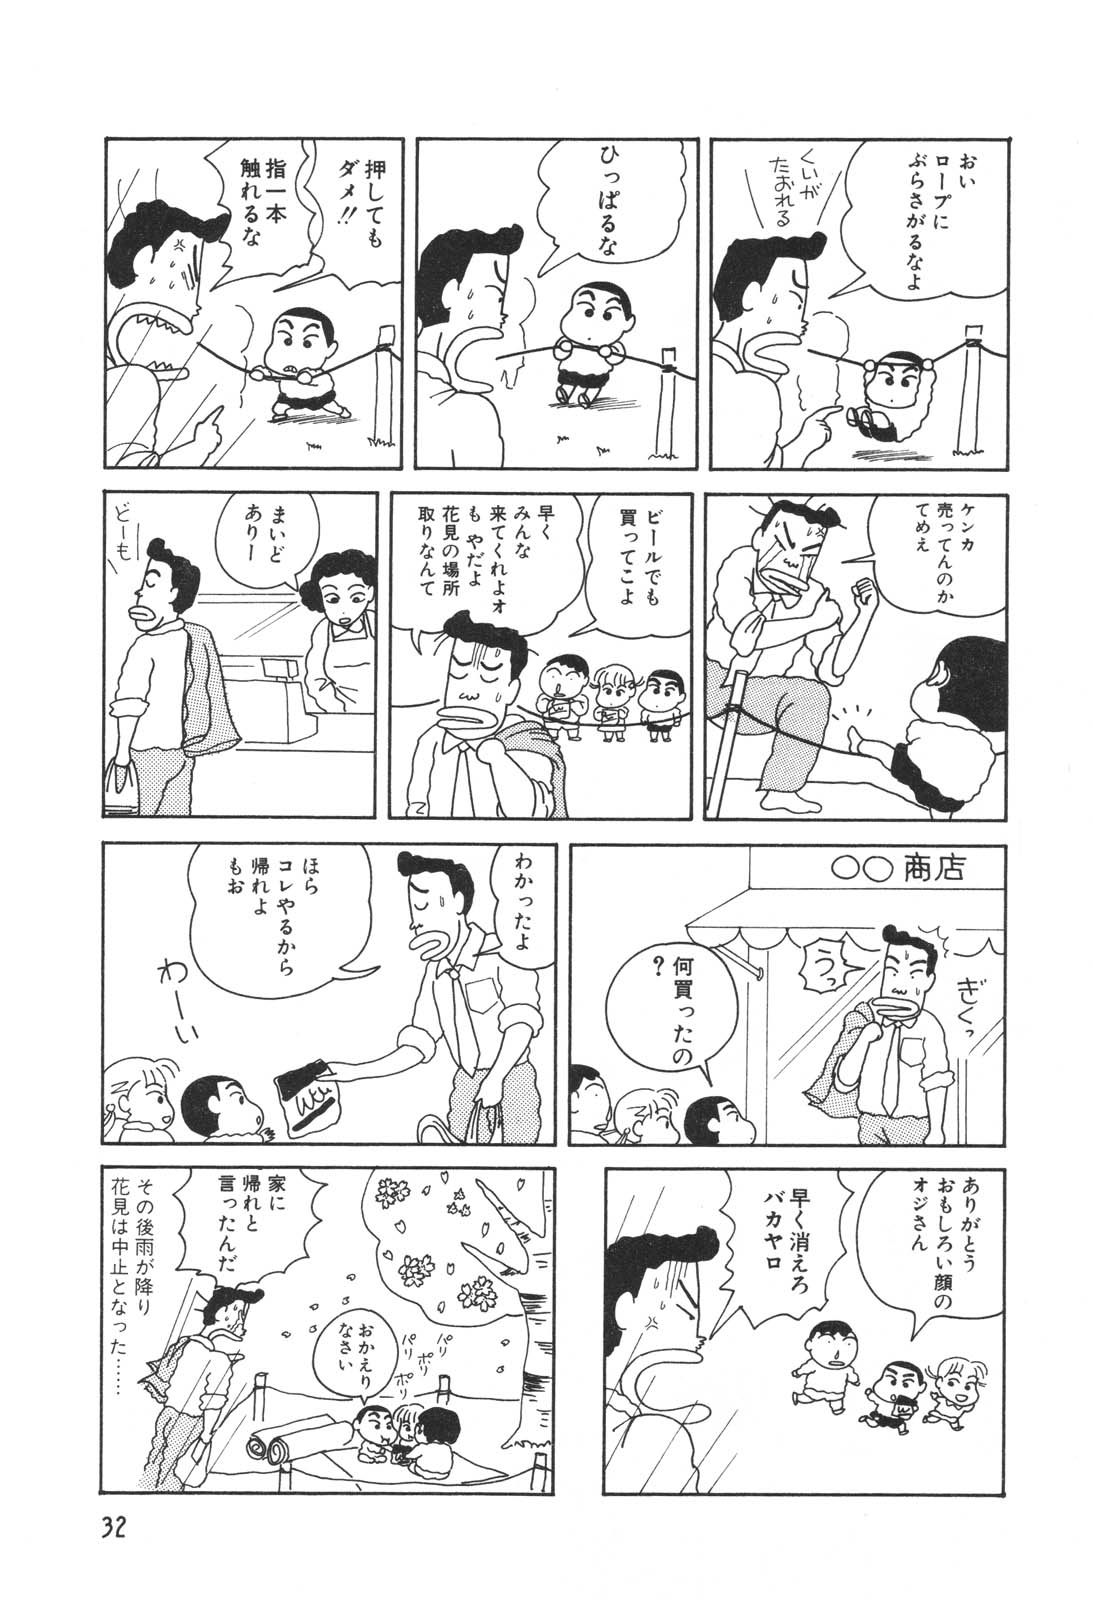 おい
ロープに
ぶらさがるなよ
くいが
たおれる
ひっぱるな
押しても
ダメ!!
指一本
触れるな
ケンカ
売ってんのか
てめえ
ビールでも
買ってこよ
早く
みんな
来てくれよォ
もやだよ
花見の場所
取りなんて
まいど
ありー
どーも
〇〇商店
ぎくっ
うっ
何買ったの
?
わかったよ
ほら
コレやるから
帰れよ
もお
わーい
ありがとう
おもしろい顔の
オジさん
早く消えろ
バカヤロ
おかえり
なさい
パリ
パリ
ポリ
ポリ
家に
帰れと
言ったんだ
その後雨が降り
花見は中止となった……
32